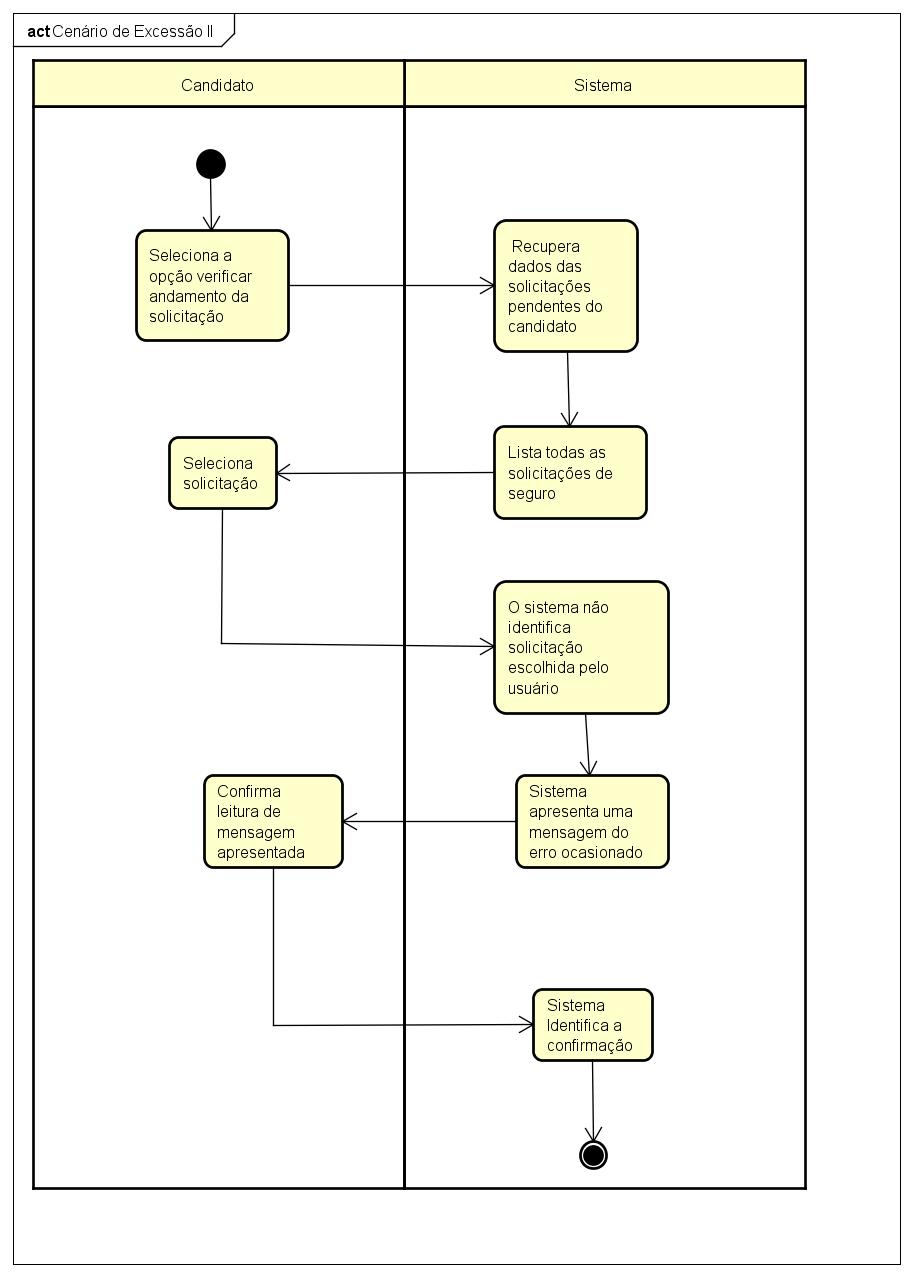 act Cenário de Excessão II
Candidato
Sistema
Seleciona a
opção verificar
andamento da
solicitação
Recupera
dados das
solicitações
pendentes do
candidato
Lista todas as
solicitações de
seguro
Seleciona
solicitação
O sistema não
identifica
solicitação
escolhida pelo
usuário
Sistema
apresenta uma
mensagem do
erro ocasionado
Confirma
leitura de
mensagem
apresentada
Sistema
Identifica a
confirmação